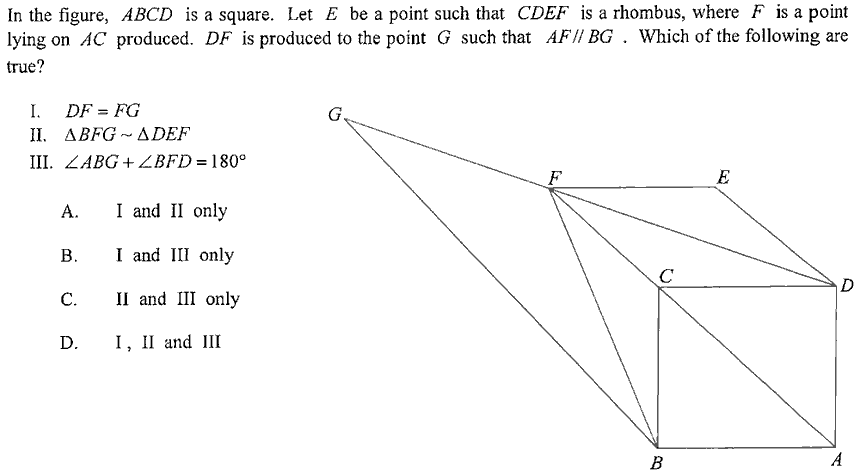 In the figure, ABCD is a square. Let E be a point such that CDEF is a rhombus, where F is a point
lying on AC produced. DF is produced to the point G such that AF // BG . Which of the following are
true?
I. DF = FG
II. ΔBFG ~ ΔDEF
III. ∠ABG + ∠BFD = 180°
A. I and II only
B. I and III only
C. II and III only
D. I , II and III
G
F
E
C
D
B
A